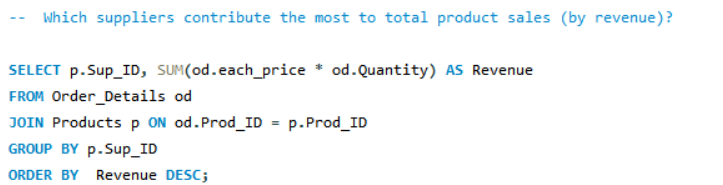 -- Which suppliers contribute the most to total product sales (by revenue)?
SELECT p.Sup_ID, SUM(od.each_price * od.Quantity) AS Revenue
FROM Order_Details od
JOIN Products p ON od.Prod_ID = p.Prod_ID
GROUP BY p.Sup_ID
ORDER BY Revenue DESC;